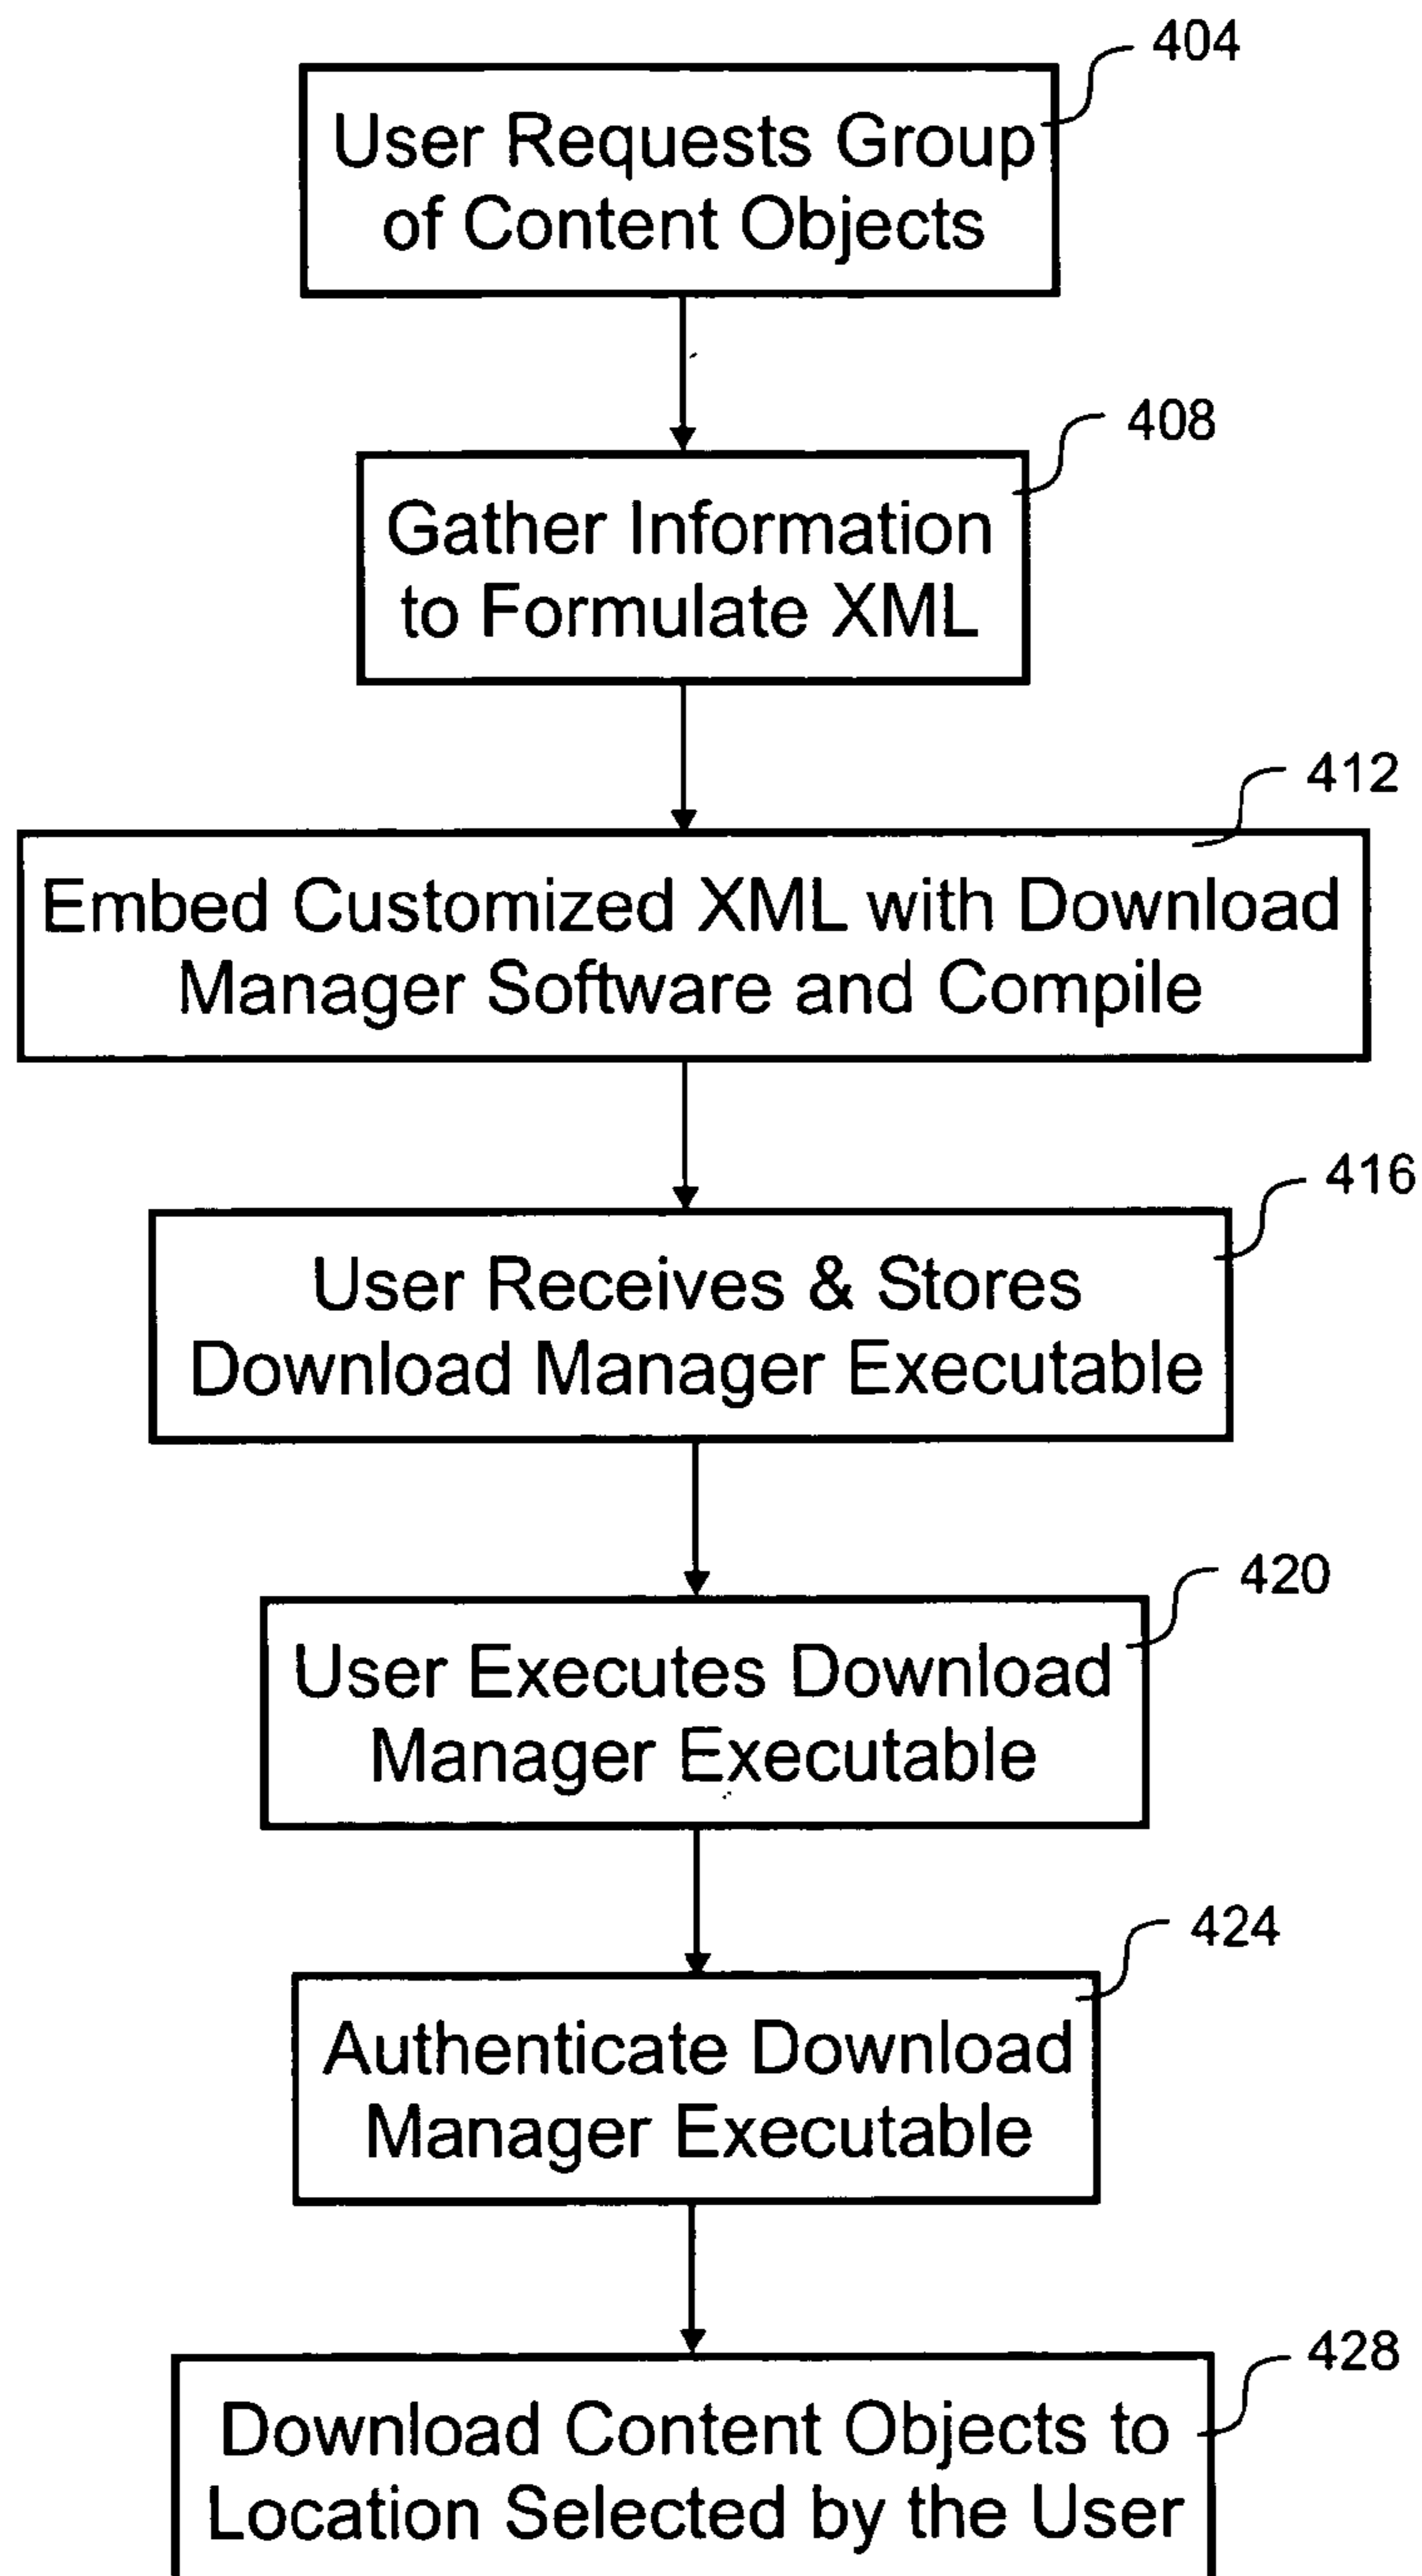 404
User Requests Group
of Content Objects
408
Gather Information
to Formulate XML
412
Embed Customized XML with Download
Manager Software and Compile
416
User Receives & Stores
Download Manager Executable
420
User Executes Download
Manager Executable
424
Authenticate Download
Manager Executable
428
Download Content Objects to
Location Selected by the User